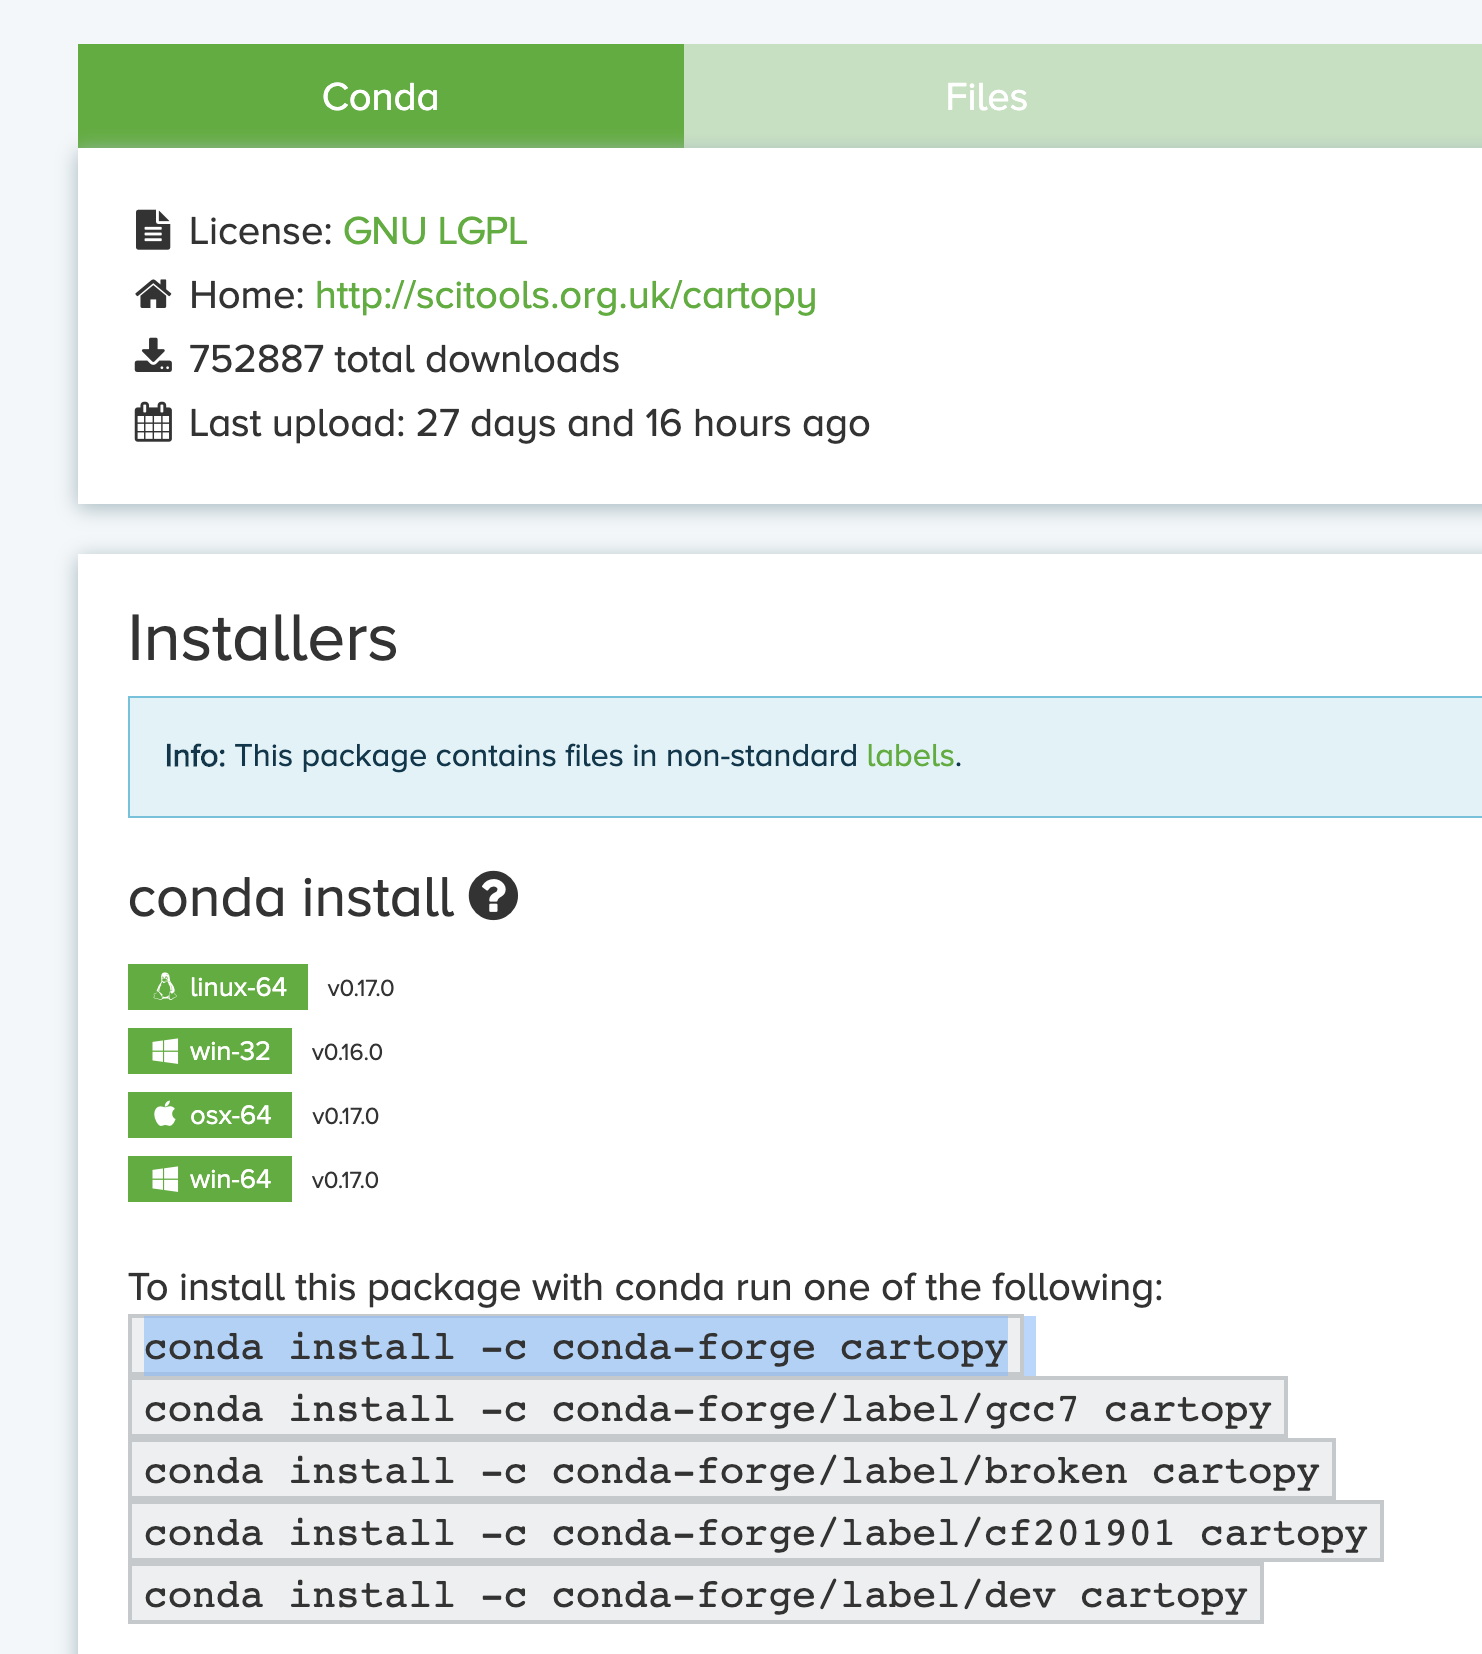 Conda
Files
License: GNU LGPL
Home: http://scitools.org.uk/cartopy
752887 total downloads
Last upload: 27 days and 16 hours ago
Installers
Info: This package contains files in non-standard labels.
conda install ?
linux-64 v0.17.0
win-32 v0.16.0
osx-64 v0.17.0
win-64 v0.17.0
To install this package with conda run one of the following:
conda install -c conda-forge cartopy
conda install -c conda-forge/label/gcc7 cartopy
conda install -c conda-forge/label/broken cartopy
conda install -c conda-forge/label/cf201901 cartopy
conda install -c conda-forge/label/dev cartopy